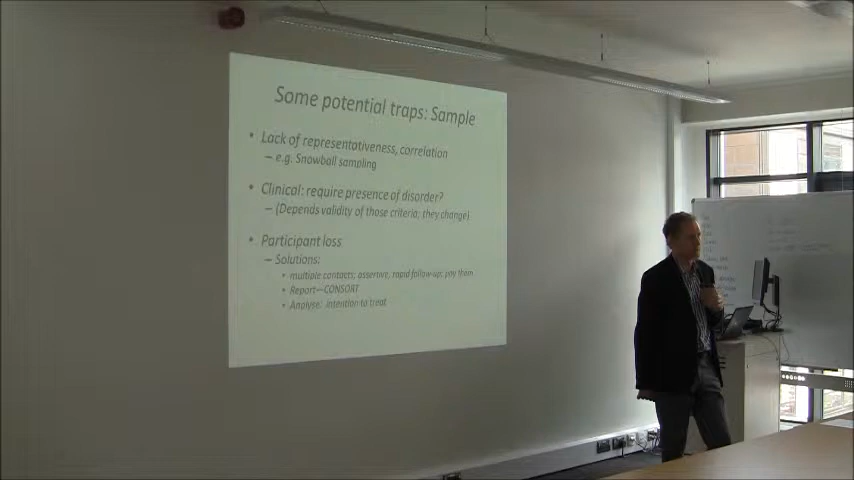 Some potential traps: Sample
• Lack of representativeness, correlation
– e.g. Snowball sampling
• Clinical: require presence of disorder?
– (Depends validity of those criteria; they change)
• Participant loss
– Solutions:
• multiple contacts; assertive, rapid follow-up; pay them
• Report—CONSORT
• Analyse: intention to treat